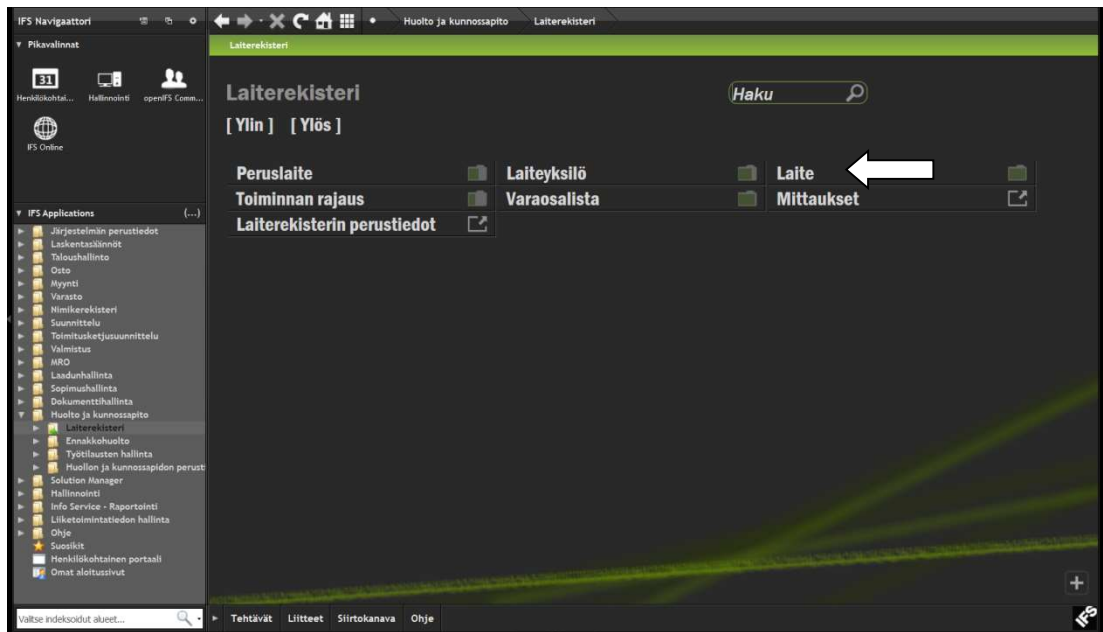 IFS Navigaattori
Huolto ja kunnossapito Laiterekisteri
Pikavalinnat
Laiterekisteri
31
Henkilökohtai... Hallinnointi openIFS Comm...
IFS Online
Laiterekisteri
Haku
[ Ylin ] [ Ylös ]
Peruslaite Laiteyksilö Laite
Toiminnan rajaus Varaosalista Mittaukset
Laiterekisterin perustiedot
IFS Applications (...)
Järjestelmän perustiedot
Laskentasäännöt
Taloushallinto
Osto
Myynti
Varasto
Nimikerekisteri
Suunnittelu
Toimitusketjusuunnittelu
Valmistus
MRO
Laadunhallinta
Sopimushallinta
Dokumenttihallinta
Huolto ja kunnossapito
Laiterekisteri
Ennakkohuolto
Työtilausten hallinta
Huollon ja kunnossapidon perust
Solution Manager
Hallinnointi
Info Service - Raportointi
Liiketoimintatiedon hallinta
Ohje
Suosikit
Henkilökohtainen portaali
Omat aloitussivut
Valitse indeksoidut alueet...
Tehtävät Liitteet Siirtokanava Ohje
IFS